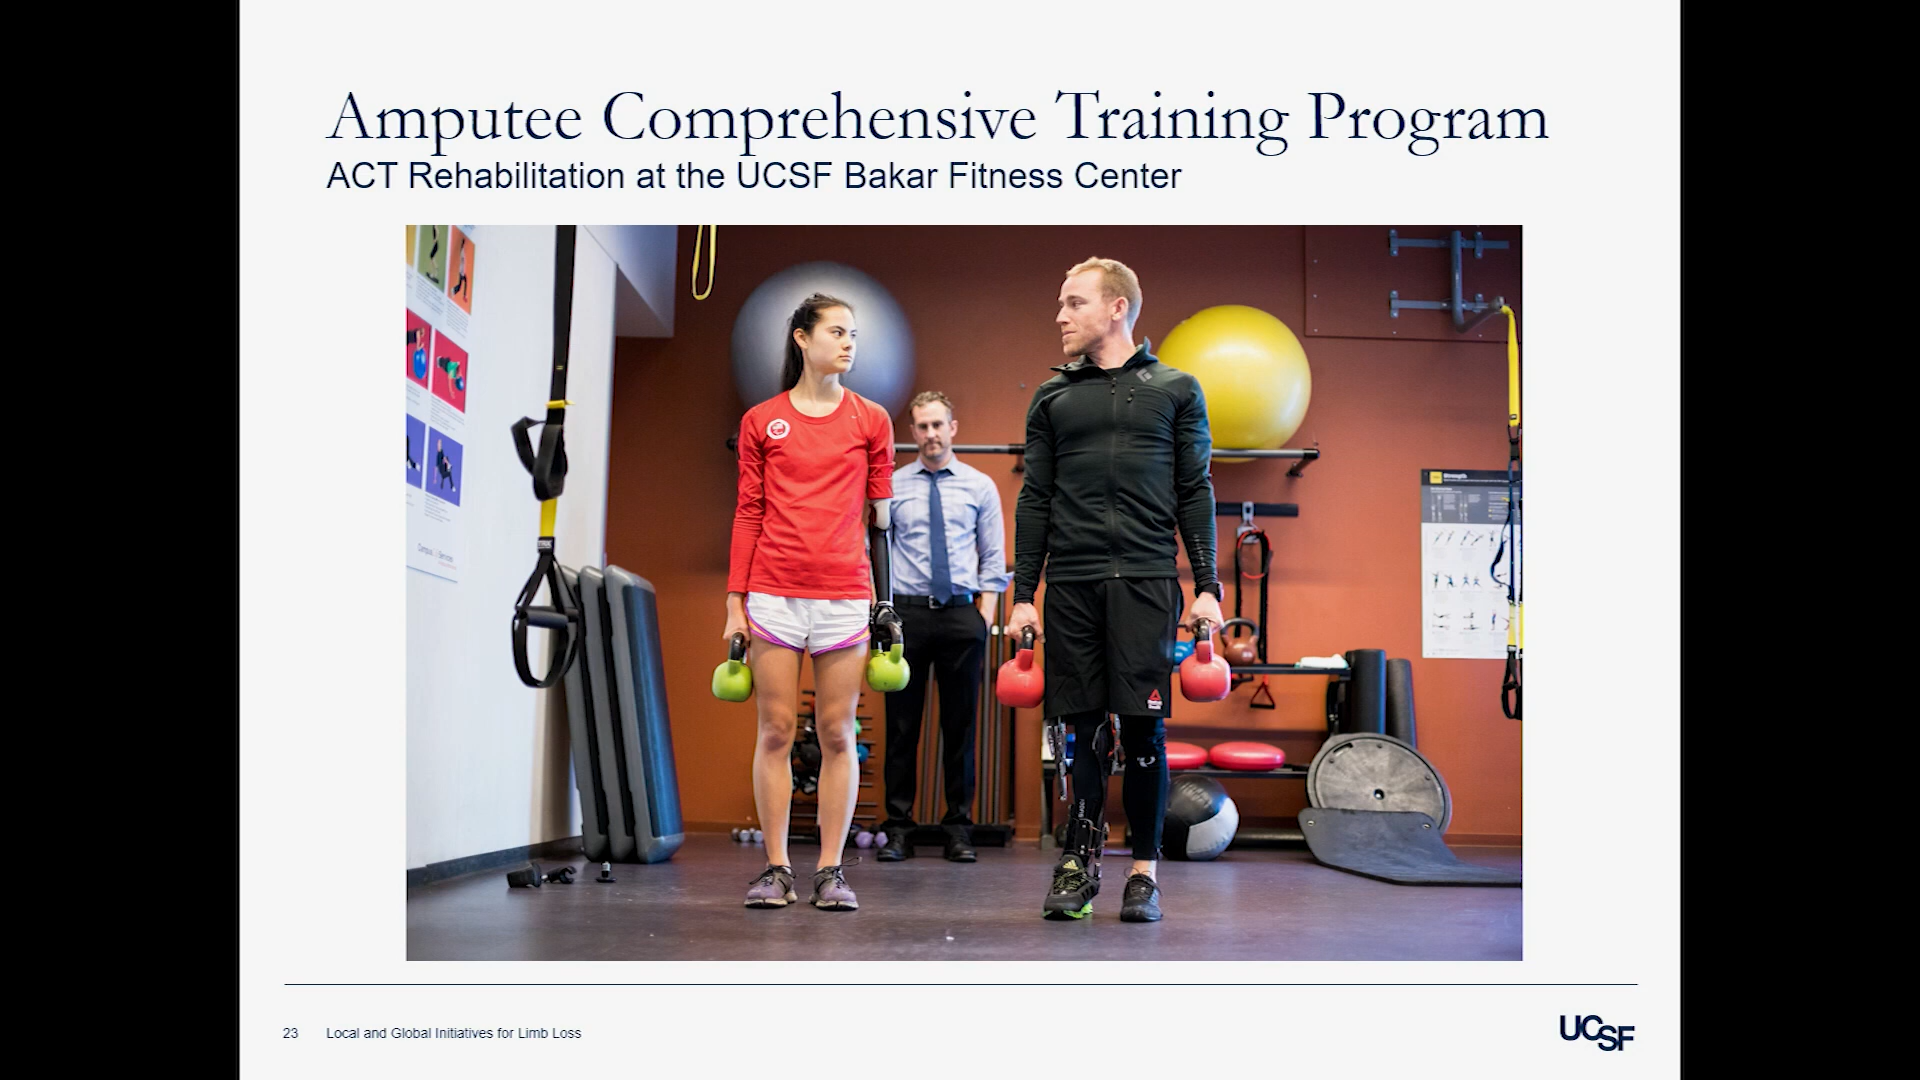 Amputee Comprehensive Training Program
ACT Rehabilitation at the UCSF Bakar Fitness Center
Strength
23 Local and Global Initiatives for Limb Loss
UCSF